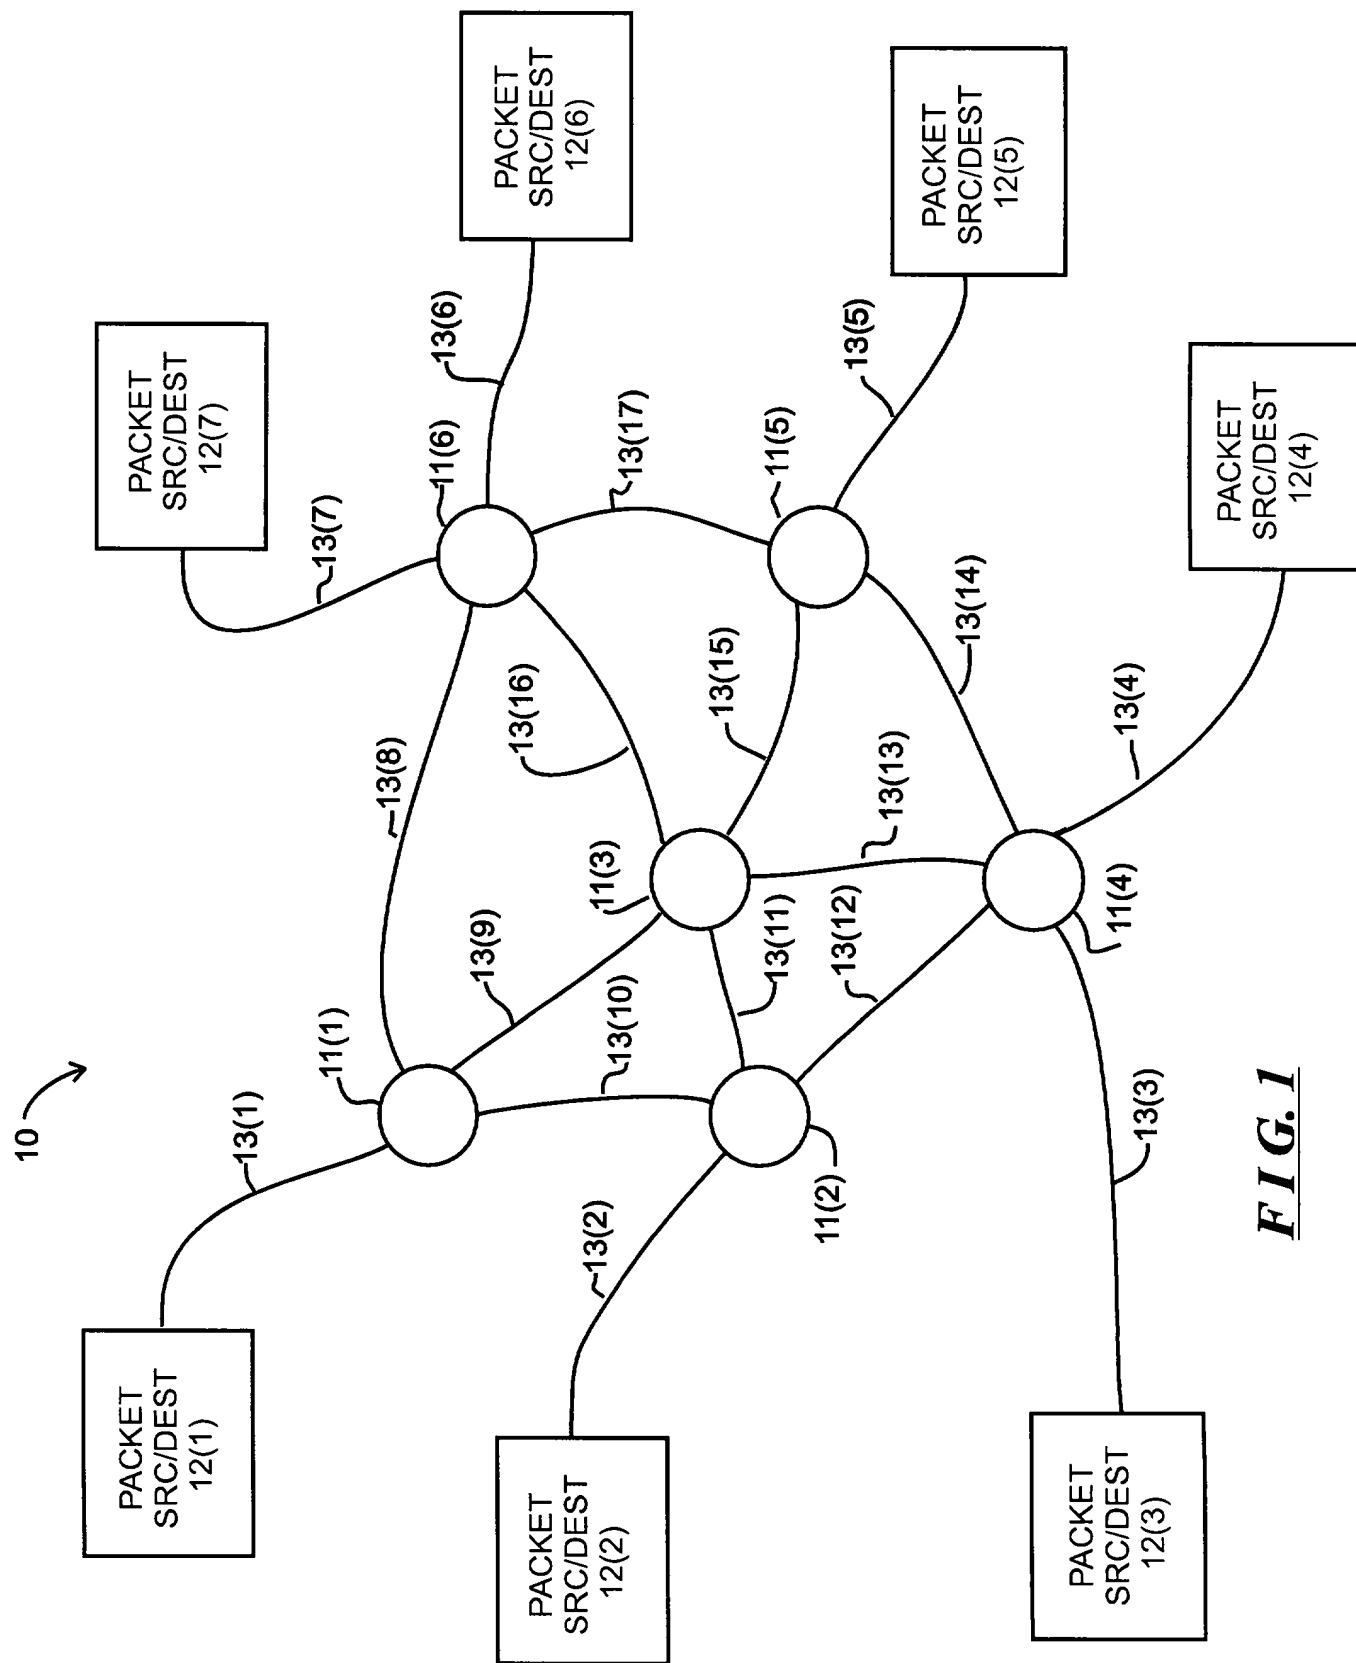 10
PACKET
SRC/DEST
12(1)
13(1)
11(1)
13(8)
13(7)
PACKET
SRC/DEST
12(7)
11(6)
13(6)
PACKET
SRC/DEST
12(6)
13(9)
13(16)
13(10)
11(3)
13(17)
PACKET
SRC/DEST
12(2)
13(2)
11(2)
13(11)
13(15)
11(5)
13(5)
PACKET
SRC/DEST
12(5)
13(12)
13(13)
13(14)
PACKET
SRC/DEST
12(3)
13(3)
11(4)
13(4)
PACKET
SRC/DEST
12(4)
FIG. 1